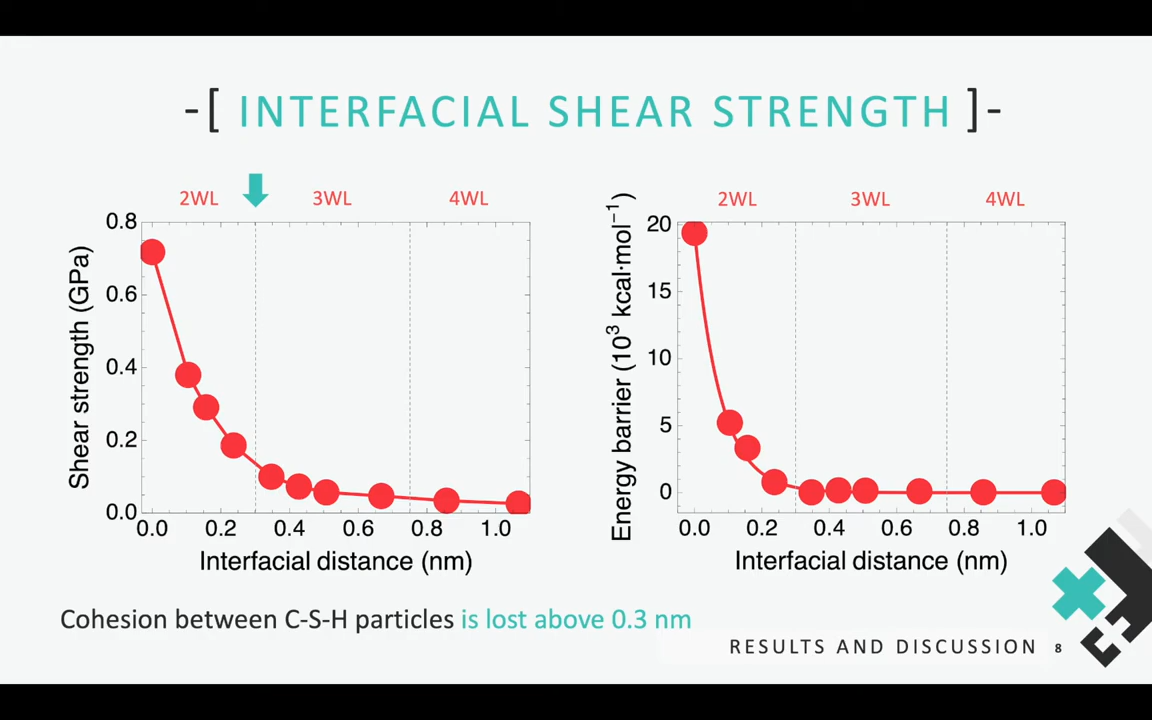 -[ INTERFACIAL SHEAR STRENGTH ]-
2WL 3WL 4WL
Shear strength (GPa)
0.8
0.6
0.4
0.2
0.0
0.0 0.2 0.4 0.6 0.8 1.0
Interfacial distance (nm)
2WL 3WL 4WL
Energy barrier (10³ kcal·mol⁻¹)
20
15
10
5
0
0.0 0.2 0.4 0.6 0.8 1.0
Interfacial distance (nm)
Cohesion between C-S-H particles is lost above 0.3 nm
RESULTS AND DISCUSSION 8